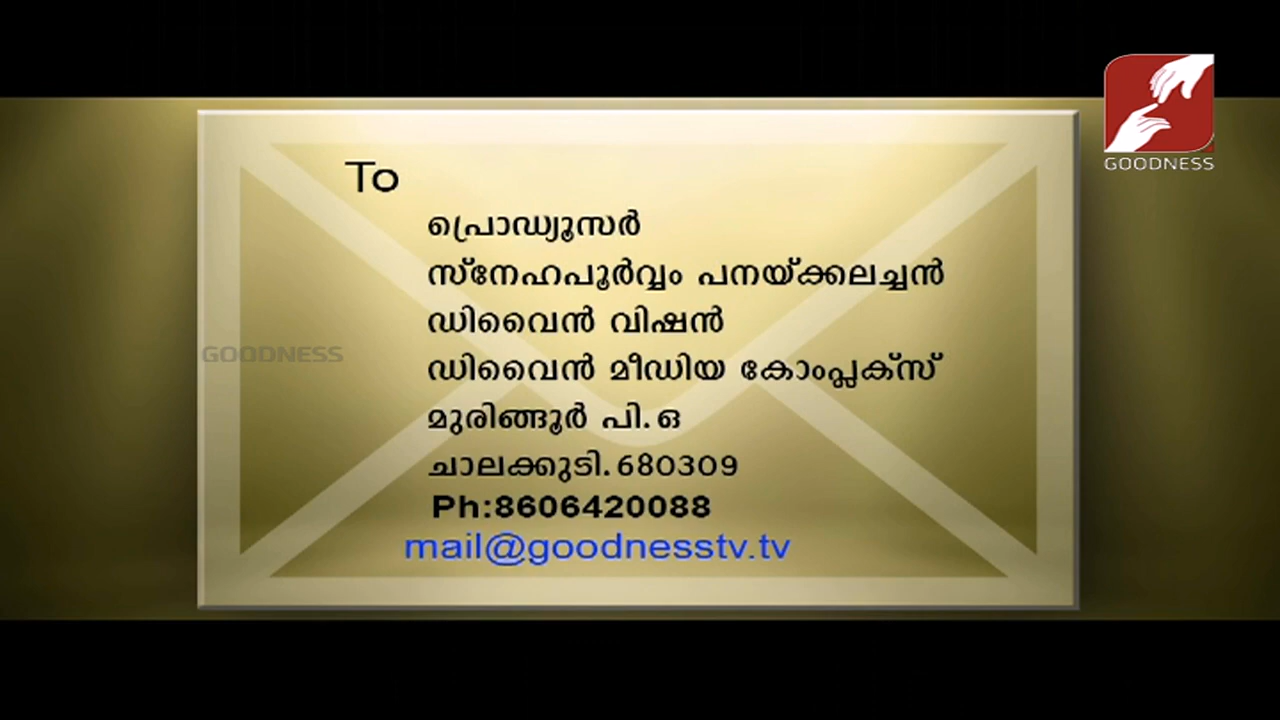 GOODNESS
To
പ്രൊഡ്യൂസർ
സ്നേഹപൂർവ്വം പനയ്ക്കലച്ചൻ
ഡിവൈൻ വിഷൻ
GOODNESS
ഡിവൈൻ മീഡിയ കോംപ്ലക്സ്
മുരിങ്ങൂർ പി.ഒ
ചാലക്കുടി.680309
Ph:8606420088
mail@goodnesstv.tv